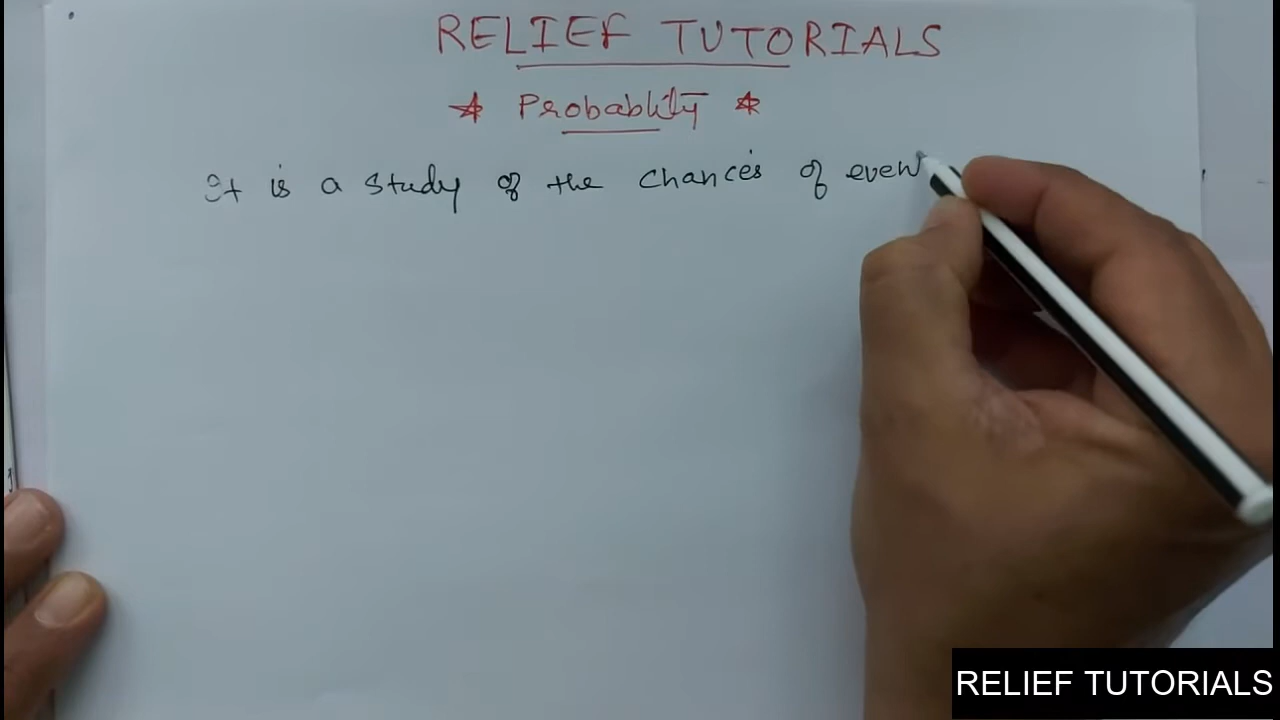 RELIEF TUTORIALS
* Probablity *
It is a study of the chances of even
RELIEF TUTORIALS